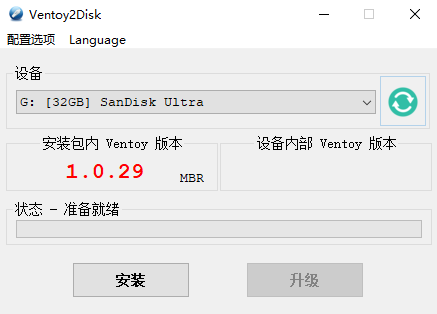 Ventoy2Disk
配置选项 Language
设备
G: [32GB] SanDisk Ultra
安装包内 Ventoy 版本 设备内部 Ventoy 版本
1.0.29 MBR
状态 - 准备就绪
安装 升级